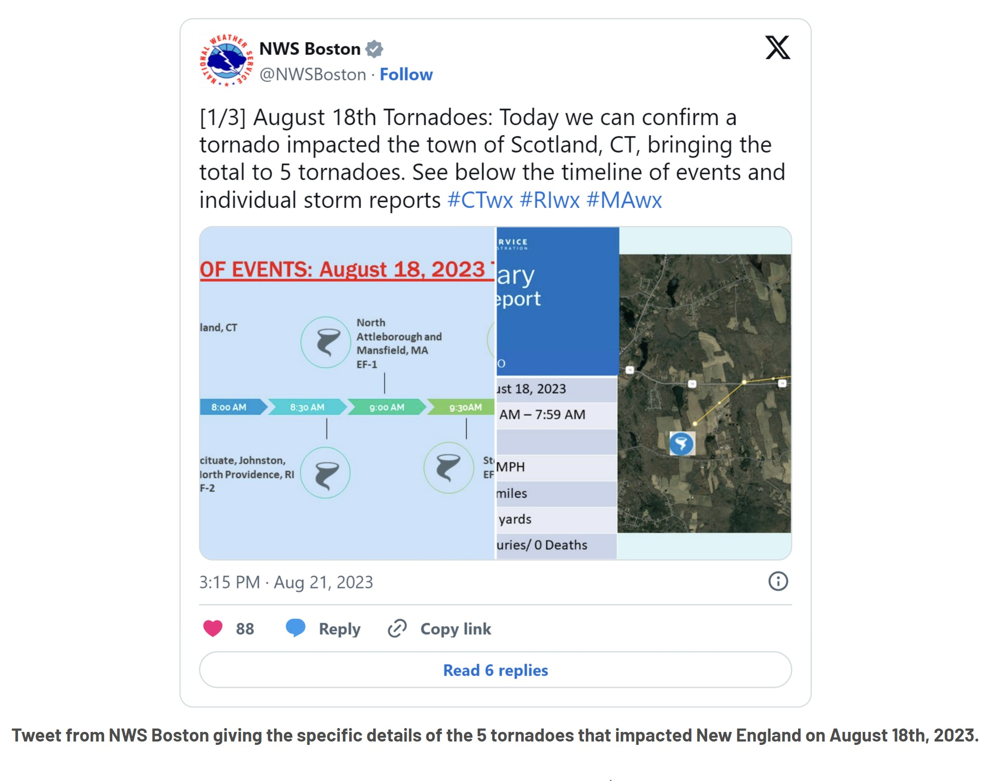 NATIONAL WEATHER SERVICE
NWS Boston
@NWSBoston · Follow
[1/3] August 18th Tornadoes: Today we can confirm a
tornado impacted the town of Scotland, CT, bringing the
total to 5 tornadoes. See below the timeline of events and
individual storm reports #CTwx #RIwx #MAwx
OF EVENTS: August 18, 2023
land, CT
North
Attleborough and
Mansfield, MA
EF-1
8:00 AM
8:30 AM
9:00 AM
9:30AM
cituate, Johnston,
orth Providence, RI
F-2
St
EF
RVICE
STRATION
ary
eport
o
ust 18, 2023
AM – 7:59 AM
MPH
miles
yards
uries/ 0 Deaths
3:15 PM · Aug 21, 2023
88
Reply
Copy link
Read 6 replies
Tweet from NWS Boston giving the specific details of the 5 tornadoes that impacted New England on August 18th, 2023.